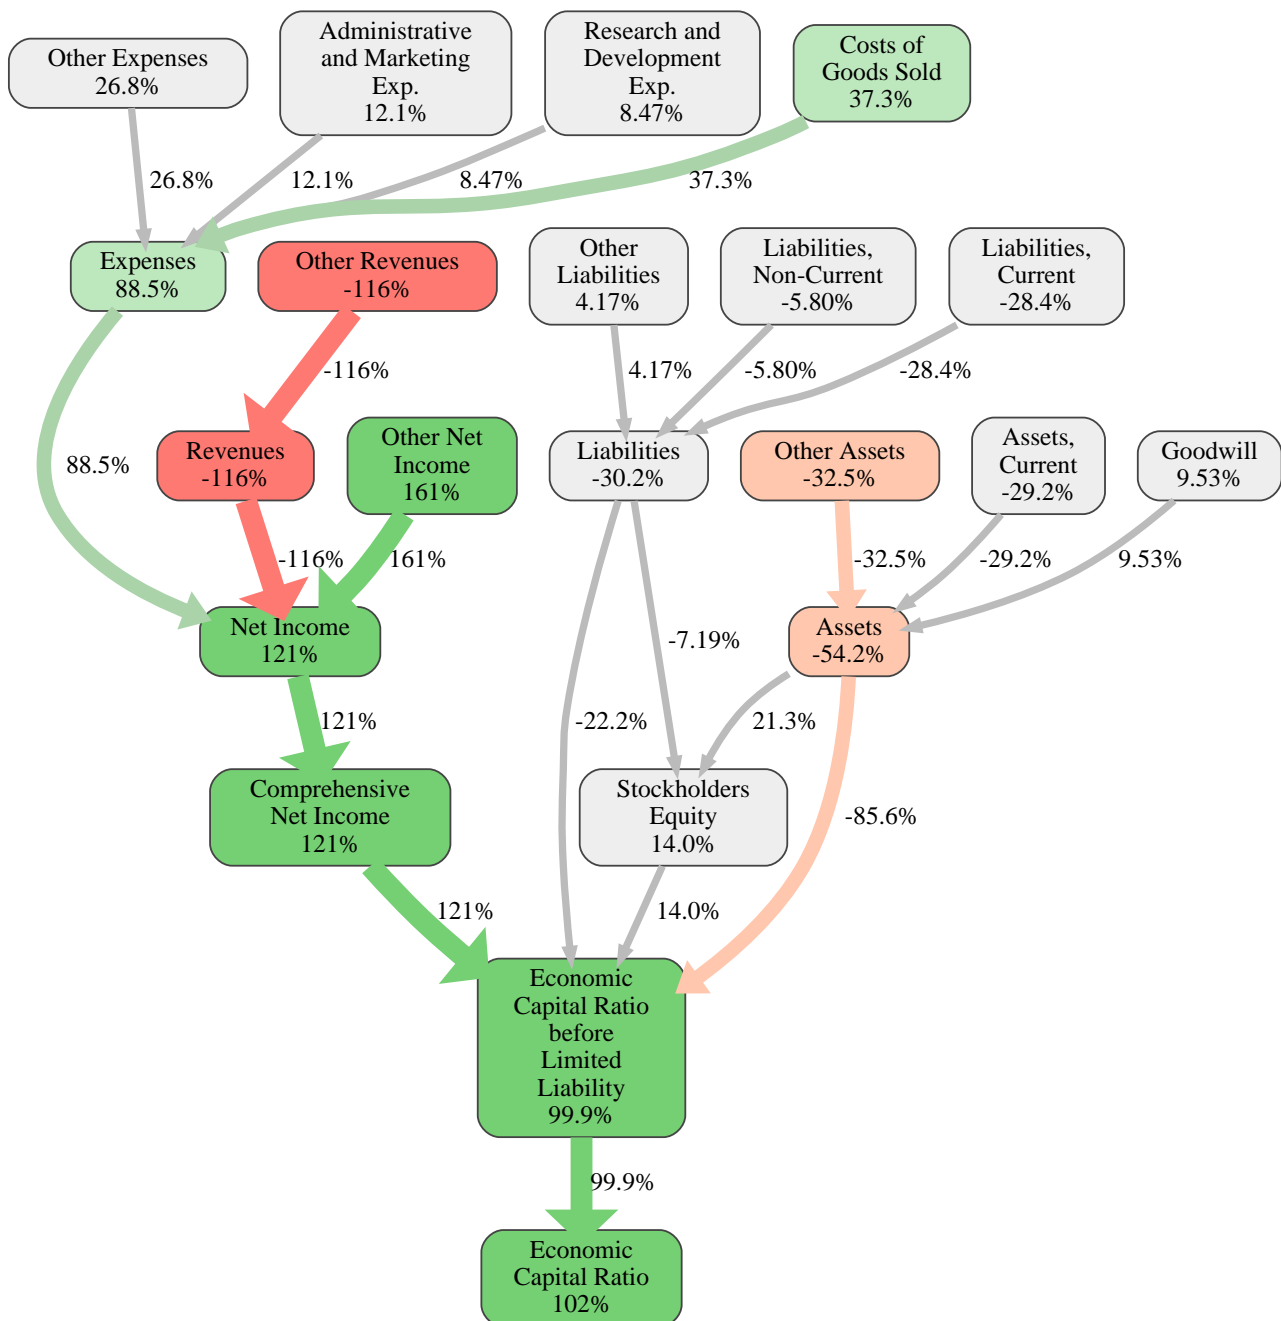 Other Expenses
26.8%
Administrative
and Marketing
Exp.
12.1%
Research and
Development
Exp.
8.47%
Costs of
Goods Sold
37.3%
26.8%
12.1%
8.47%
37.3%
Expenses
88.5%
Other Revenues
-116%
Other
Liabilities
4.17%
Liabilities,
Non-Current
-5.80%
Liabilities,
Current
-28.4%
-116%
4.17%
-5.80%
-28.4%
88.5%
Revenues
-116%
Other Net
Income
161%
Liabilities
-30.2%
Other Assets
-32.5%
Assets,
Current
-29.2%
Goodwill
9.53%
-116%
161%
-32.5%
-29.2%
9.53%
Net Income
121%
-7.19%
Assets
-54.2%
121%
-22.2%
21.3%
Comprehensive
Net Income
121%
Stockholders
Equity
14.0%
-85.6%
121%
14.0%
Economic
Capital Ratio
before
Limited
Liability
99.9%
99.9%
Economic
Capital Ratio
102%